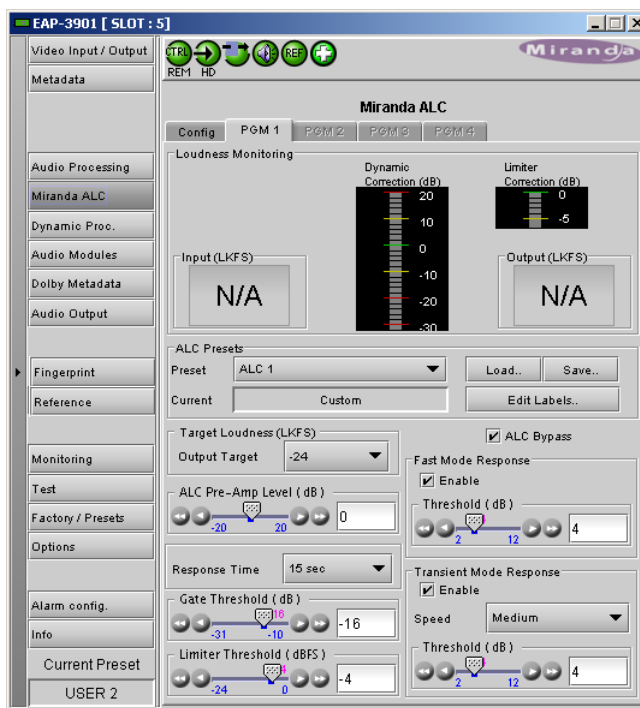 EAP-3901 [ SLOT : 5]
Video Input / Output
Metadata
Audio Processing
Miranda ALC
Dynamic Proc.
Audio Modules
Dolby Metadata
Audio Output
Fingerprint
Reference
Monitoring
Test
Factory / Presets
Options
Alarm config.
Info
Current Preset
USER 2
CTRL
REF
REM
HD
Miranda
Miranda ALC
Config
PGM 1
PGM 2
PGM 3
PGM 4
Loudness Monitoring
Dynamic
Correction (dB)
20
10
0
-10
-20
-30
Limiter
Correction (dB)
0
-5
Input (LKFS)
N/A
Output (LKFS)
N/A
ALC Presets
Preset
ALC 1
Load..
Save..
Current
Custom
Edit Labels..
Target Loudness (LKFS)
Output Target
-24
ALC Pre-Amp Level ( dB )
-20
20
0
Response Time
15 sec
Gate Threshold ( dB )
-31
-10
-16
Limiter Threshold ( dBFS )
-24
0
-4
ALC Bypass
Fast Mode Response
Enable
Threshold ( dB )
2
12
4
Transient Mode Response
Enable
Speed
Medium
Threshold ( dB )
2
12
4